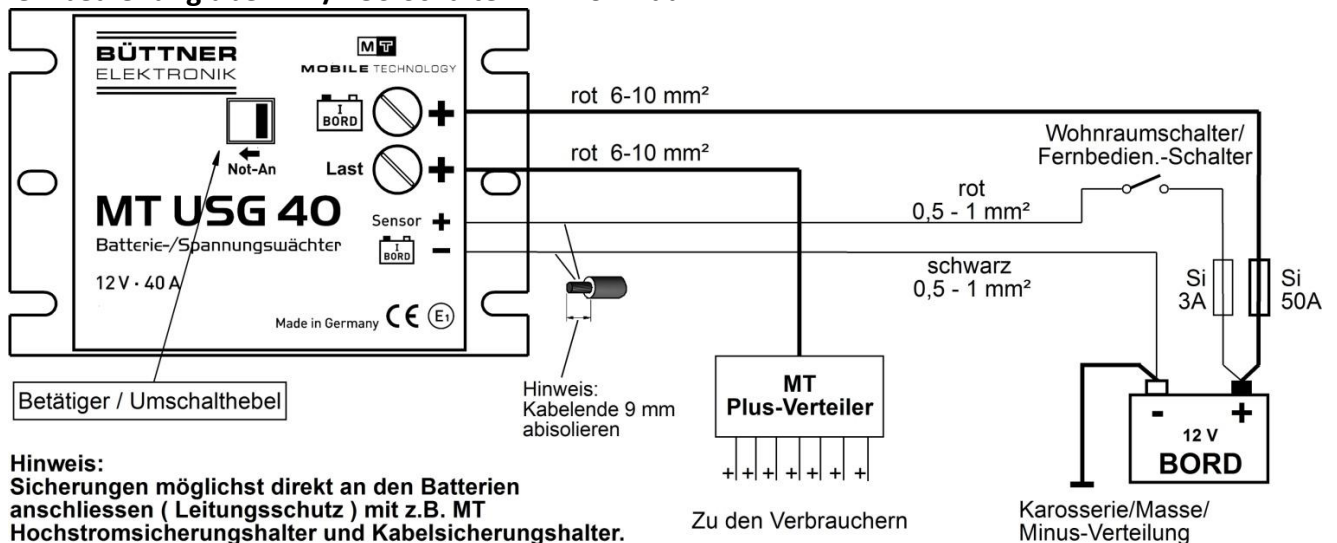 BÜTTNER
ELEKTRONIK
MT
MOBILE TECHNOLOGY
I
BORD
+
Not-An
Last
+
MT USG 40
Batterie-/Spannungswächter
Sensor +
I
BORD
-
12 V · 40 A
Made in Germany CE E1
Betätiger / Umschalthebel
rot 6-10 mm²
rot 6-10 mm²
Wohnraumschalter/
Fernbedien.-Schalter
rot
0,5 - 1 mm²
schwarz
0,5 - 1 mm²
Si
3A
Si
50A
Hinweis:
Kabelende 9 mm
abisolieren
MT
Plus-Verteiler
+ + + + + + +
Zu den Verbrauchern
- +
12 V
BORD
Karosserie/Masse/
Minus-Verteilung
Hinweis:
Sicherungen möglichst direkt an den Batterien
anschliessen ( Leitungsschutz ) mit z.B. MT
Hochstromsicherungshalter und Kabelsicherungshalter.